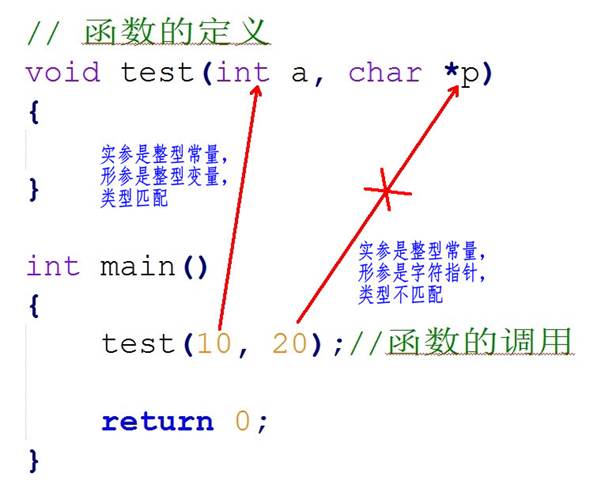 // 函数的定义
void test(int a, char *p)
{
实参是整型常量，
形参是整型变量，
类型匹配
}
int main()
{
实参是整型常量，
形参是字符指针，
类型不匹配
test(10, 20);//函数的调用
return 0;
}